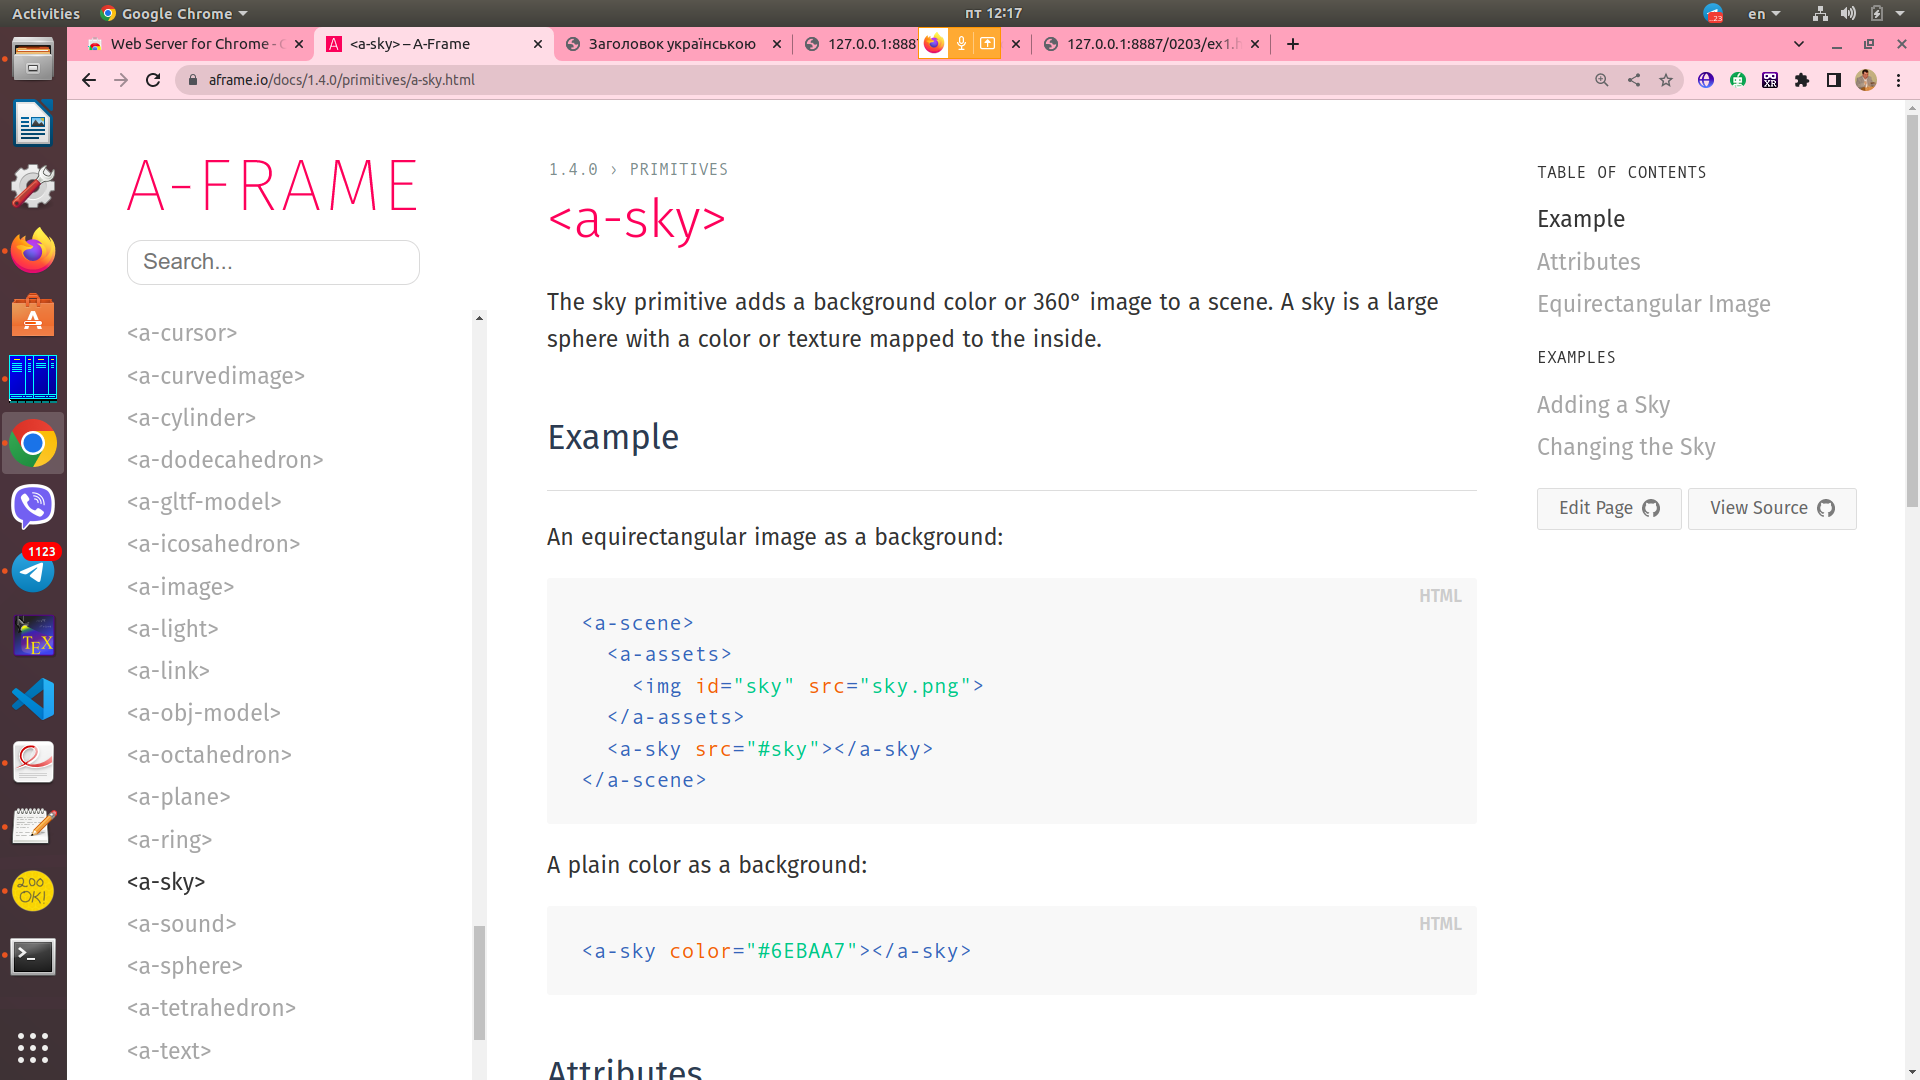 Activities
Google Chrome
пт 12:17
23
en
Web Server for Chrome -
<a-sky> – A-Frame
Заголовок українською
127.0.0.1:8887
127.0.0.1:8887/0203/ex1.h
aframe.io/docs/1.4.0/primitives/a-sky.html
XR
1123
TEX
200
OK!
A-FRAME
Search...
<a-cursor>
<a-curvedimage>
<a-cylinder>
<a-dodecahedron>
<a-gltf-model>
<a-icosahedron>
<a-image>
<a-light>
<a-link>
<a-obj-model>
<a-octahedron>
<a-plane>
<a-ring>
<a-sky>
<a-sound>
<a-sphere>
<a-tetrahedron>
<a-text>
1.4.0 › PRIMITIVES
<a-sky>
The sky primitive adds a background color or 360° image to a scene. A sky is a large
sphere with a color or texture mapped to the inside.
Example
An equirectangular image as a background:
HTML
<a-scene>
<a-assets>
<img id="sky" src="sky.png">
</a-assets>
<a-sky src="#sky"></a-sky>
</a-scene>
A plain color as a background:
HTML
<a-sky color="#6EBAA7"></a-sky>
Attributes
TABLE OF CONTENTS
Example
Attributes
Equirectangular Image
EXAMPLES
Adding a Sky
Changing the Sky
Edit Page
View Source